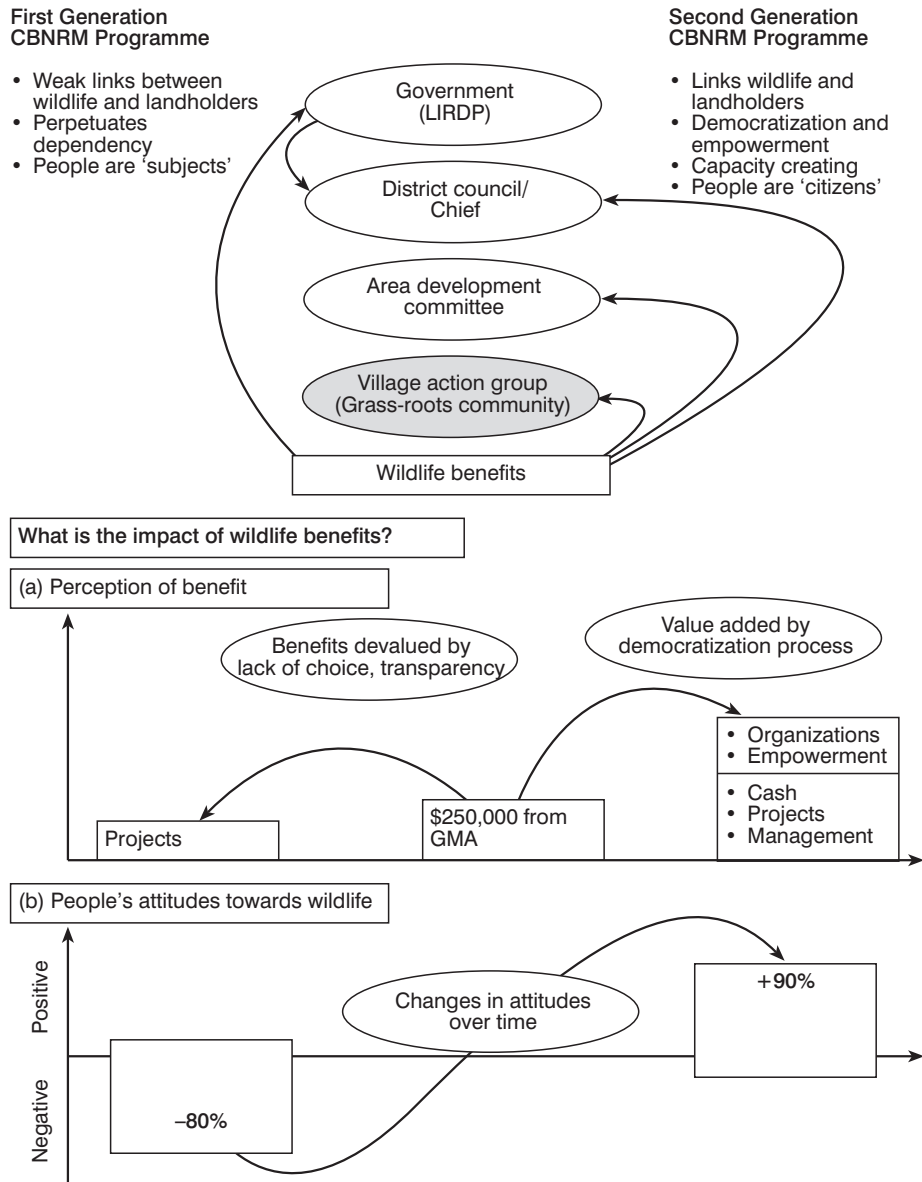 First Generation
CBNRM Programme
• Weak links between
wildlife and landholders
• Perpetuates
dependency
• People are ‘subjects’
Second Generation
CBNRM Programme
• Links wildlife and
landholders
• Democratization and
empowerment
• Capacity creating
• People are ‘citizens’
Government
(LIRDP)
District council/
Chief
Area development
committee
Village action group
(Grass-roots community)
Wildlife benefits
What is the impact of wildlife benefits?
(a) Perception of benefit
Benefits devalued by
lack of choice, transparency
Value added by
democratization process
Projects
$250,000 from
GMA
• Organizations
• Empowerment
• Cash
• Projects
• Management
(b) People’s attitudes towards wildlife
Positive
Negative
Changes in attitudes
over time
+90%
–80%